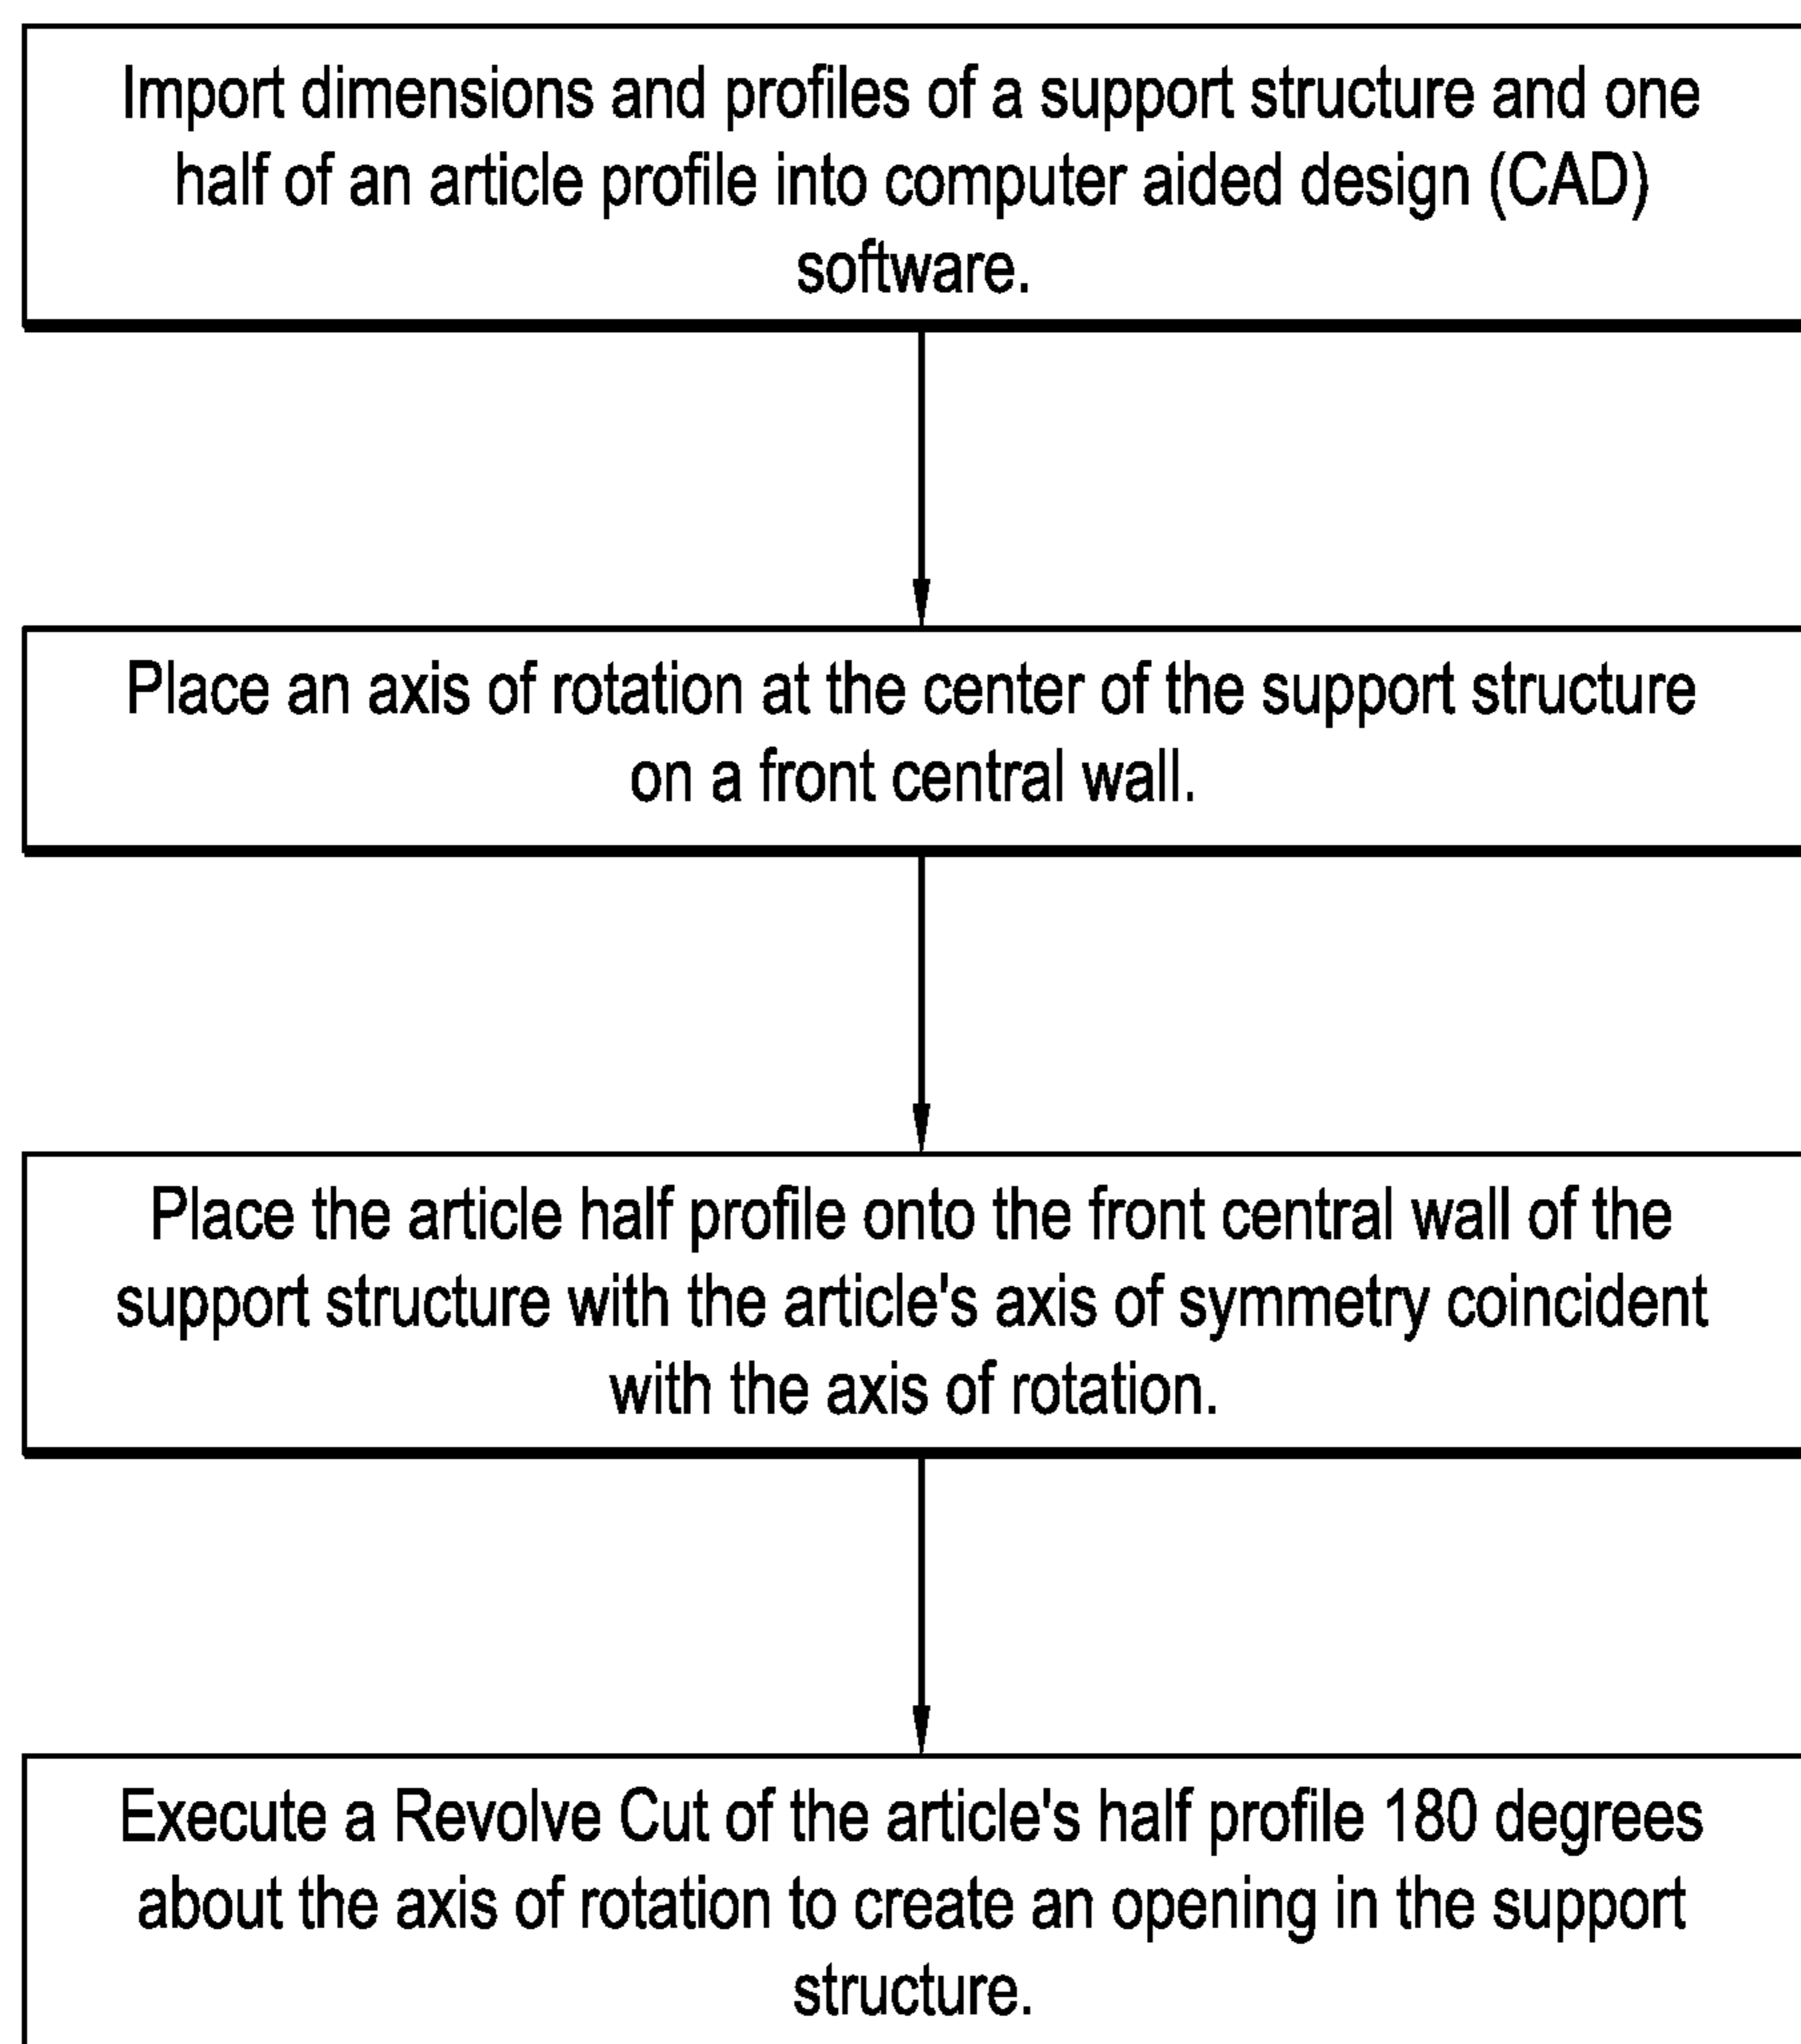 Import dimensions and profiles of a support structure and one
half of an article profile into computer aided design (CAD)
software.
Place an axis of rotation at the center of the support structure
on a front central wall.
Place the article half profile onto the front central wall of the
support structure with the article's axis of symmetry coincident
with the axis of rotation.
Execute a Revolve Cut of the article's half profile 180 degrees
about the axis of rotation to create an opening in the support
structure.